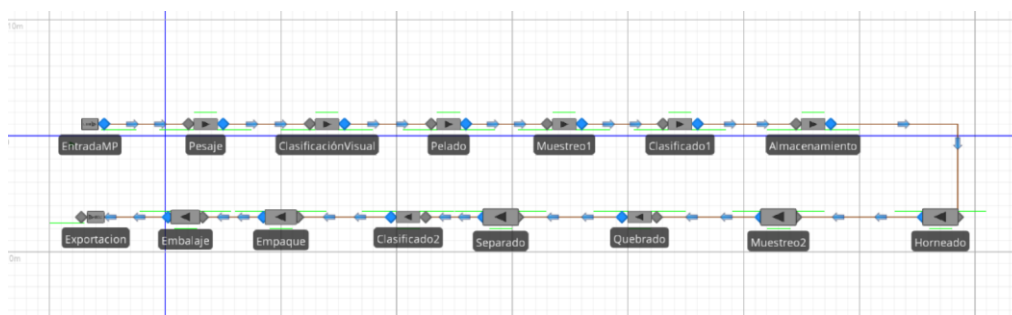 10m
EntradaMP
Pesaje
ClasificaciónVisual
Pelado
Muestreo1
Clasificado1
Almacenamiento
Exportacion
Embalaje
Empaque
Clasificado2
Separado
Quebrado
Muestreo2
Horneado
0m